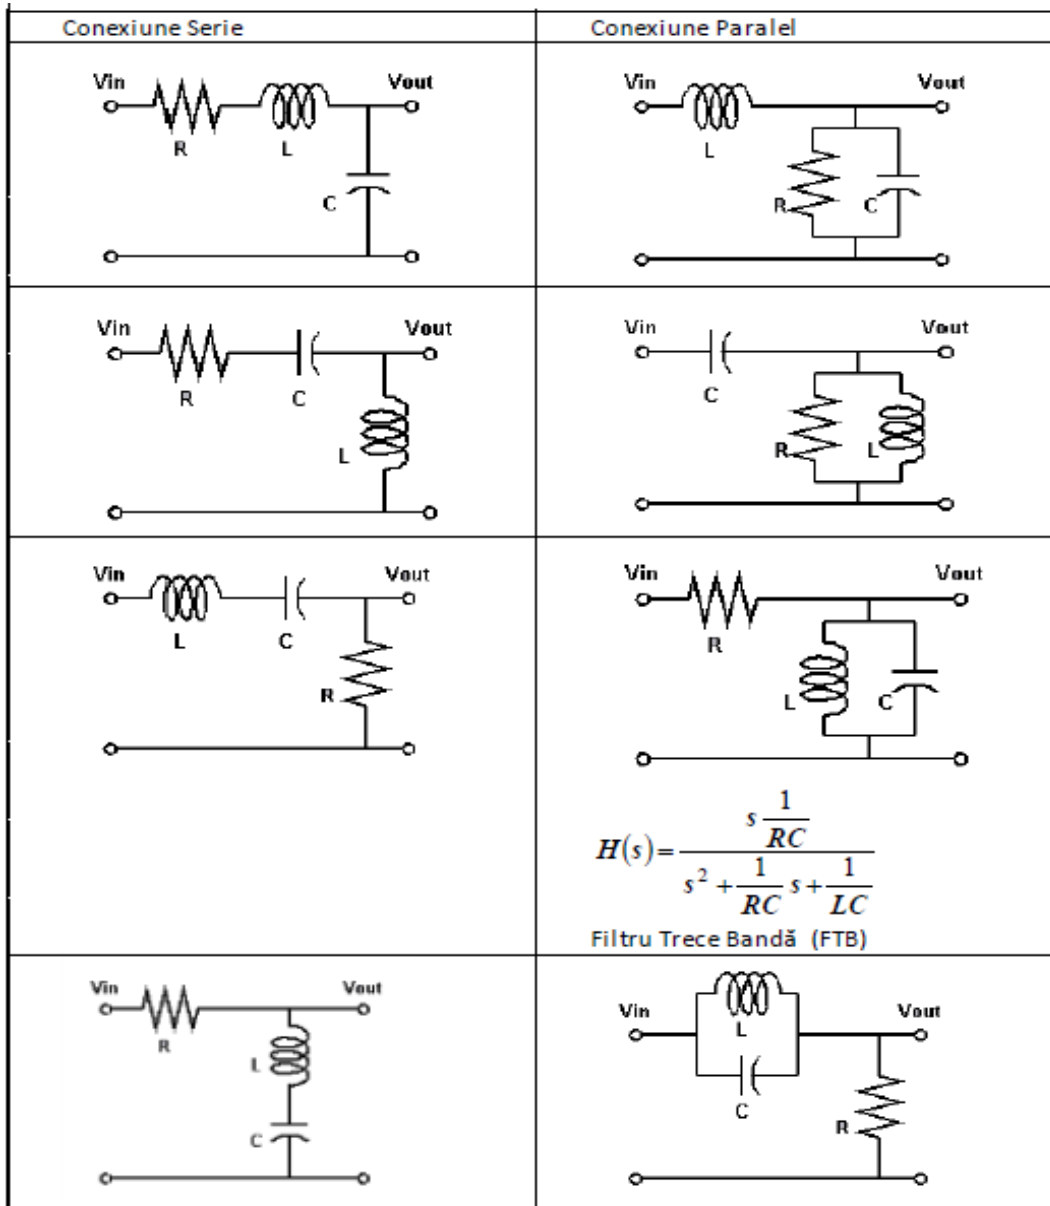 Conexiune Serie
Conexiune Paralel
Vin Vout
R L
C
Vin Vout
L
R C
Vin Vout
R C
L
Vin Vout
C
R L
Vin Vout
L C
R
Vin Vout
R
L C
H(s) = (s 1/RC) / (s² + 1/RC s + 1/LC)
Filtru Trece Bandă (FTB)
Vin Vout
R
L
C
Vin Vout
L
C
R